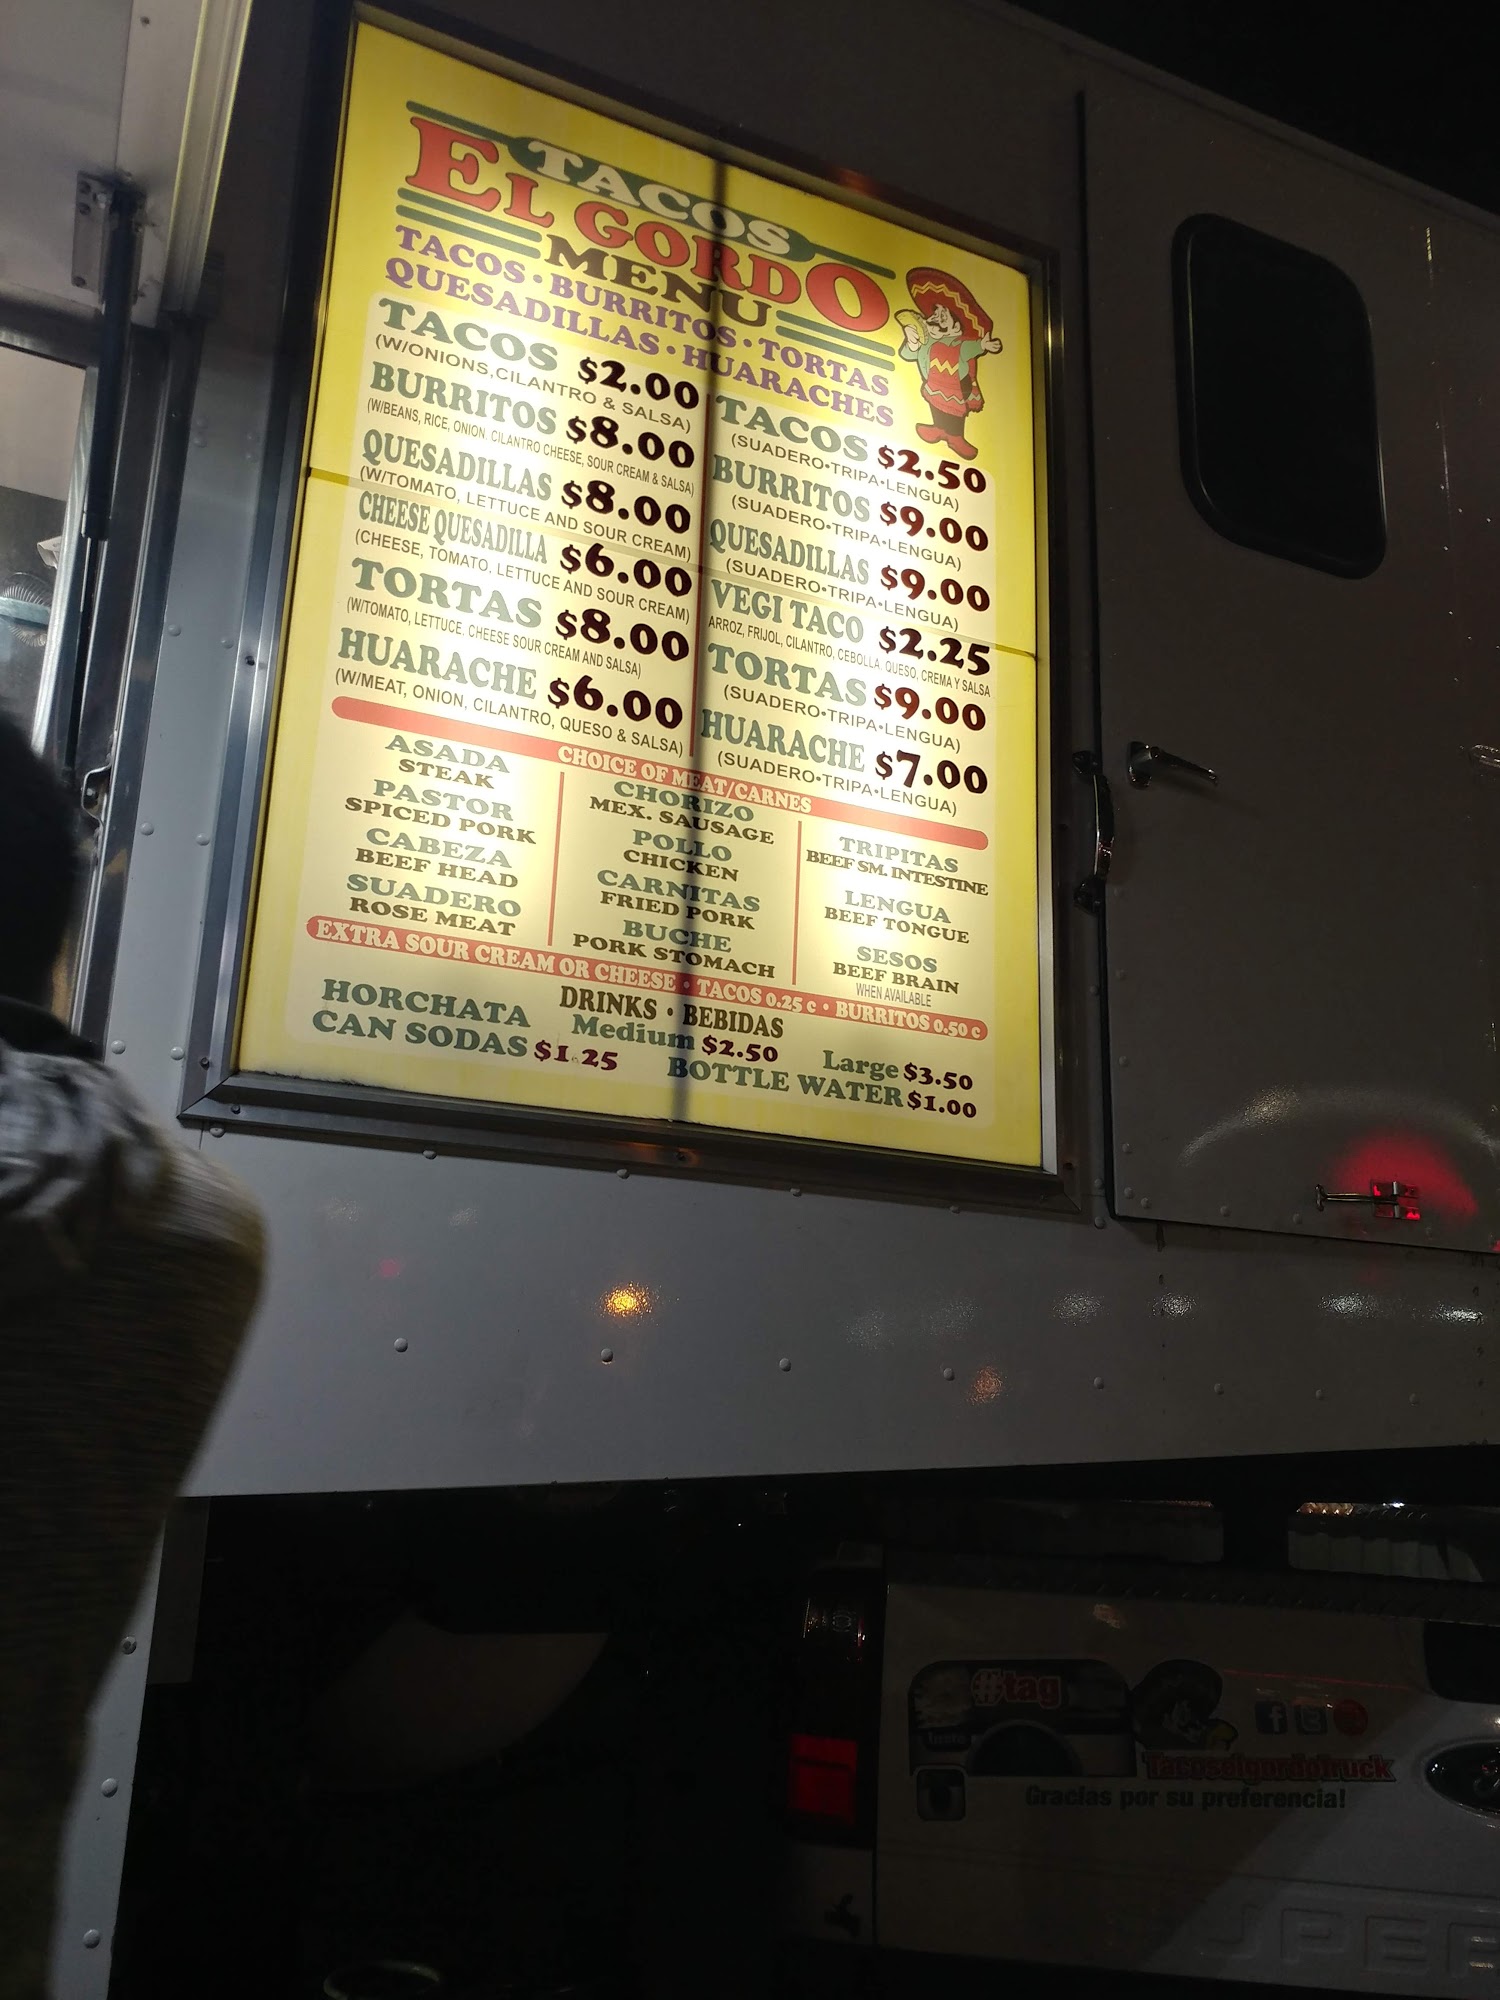 TACOS
EL GORDO
MENU
TACOS • BURRITOS • TORTAS
QUESADILLAS • HUARACHES
TACOS $2.00
(W/ONIONS,CILANTRO & SALSA)
BURRITOS $8.00
(W/BEANS, RICE, ONION. CILANTRO CHEESE, SOUR CREAM & SALSA)
QUESADILLAS $8.00
(W/TOMATO, LETTUCE AND SOUR CREAM)
CHEESE QUESADILLA $6.00
(CHEESE, TOMATO, LETTUCE AND SOUR CREAM)
TORTAS $8.00
(W/TOMATO, LETTUCE, CHEESE SOUR CREAM AND SALSA)
HUARACHE $6.00
(W/MEAT, ONION, CILANTRO, QUESO & SALSA)
TACOS $2.50
(SUADERO•TRIPA•LENGUA)
BURRITOS $9.00
(SUADERO•TRIPA•LENGUA)
QUESADILLAS $9.00
(SUADERO•TRIPA•LENGUA)
VEGI TACO $2.25
ARROZ, FRIJOL, CILANTRO, CEBOLLA, QUESO, CREMA Y SALSA
TORTAS $9.00
(SUADERO•TRIPA•LENGUA)
HUARACHE $7.00
(SUADERO•TRIPA•LENGUA)
CHOICE OF MEAT/CARNES
ASADA
STEAK
PASTOR
SPICED PORK
CABEZA
BEEF HEAD
SUADERO
ROSE MEAT
CHORIZO
MEX. SAUSAGE
POLLO
CHICKEN
CARNITAS
FRIED PORK
BUCHE
PORK STOMACH
TRIPITAS
BEEF SM. INTESTINE
LENGUA
BEEF TONGUE
SESOS
BEEF BRAIN
WHEN AVAILABLE
EXTRA SOUR CREAM OR CHEESE • TACOS 0.25 c • BURRITOS 0.50 c
DRINKS • BEBIDAS
HORCHATA Medium $2.50 Large $3.50
CAN SODAS $1.25 BOTTLE WATER $1.00
#tag
Insta
Tacoselgordotruck
Gracias por su preferencia!